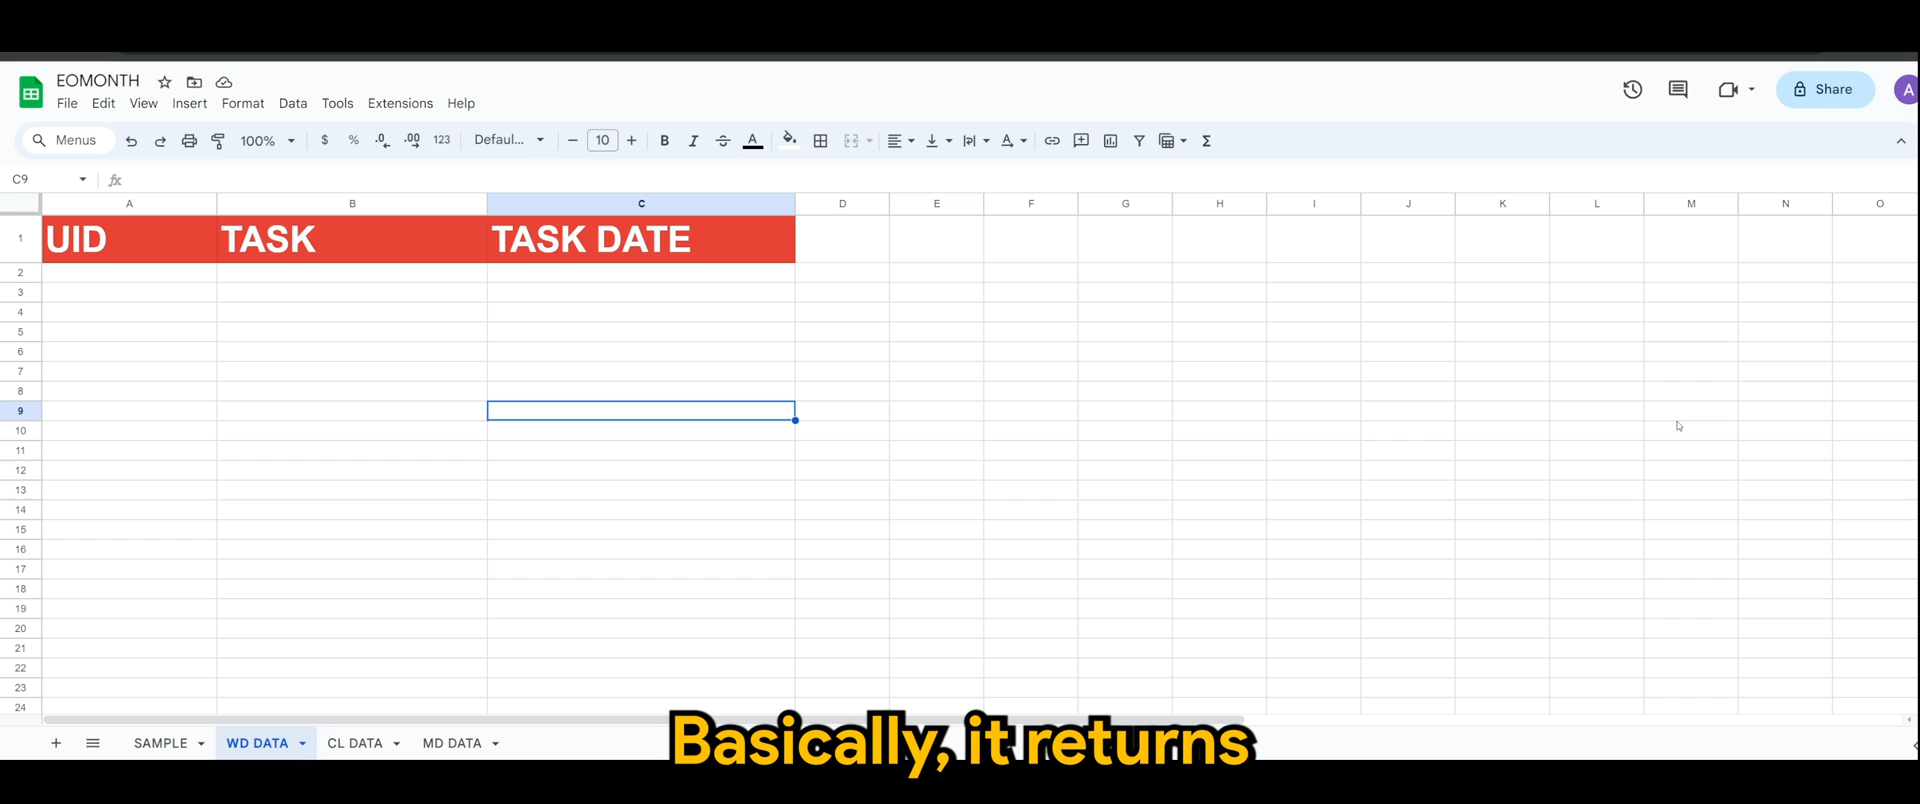 EOMONTH
File Edit View Insert Format Data Tools Extensions Help
Share
A
Menus 100% $ % .0 .00 123 Defaul... 10 B I S A A Σ
C9 fx
A B C D E F G H I J K L M N O
1 UID TASK TASK DATE
2
3
4
5
6
7
8
9
10
11
12
13
14
15
16
17
18
19
20
21
22
23
24
SAMPLE WD DATA CL DATA MD DATA
Basically, it returns